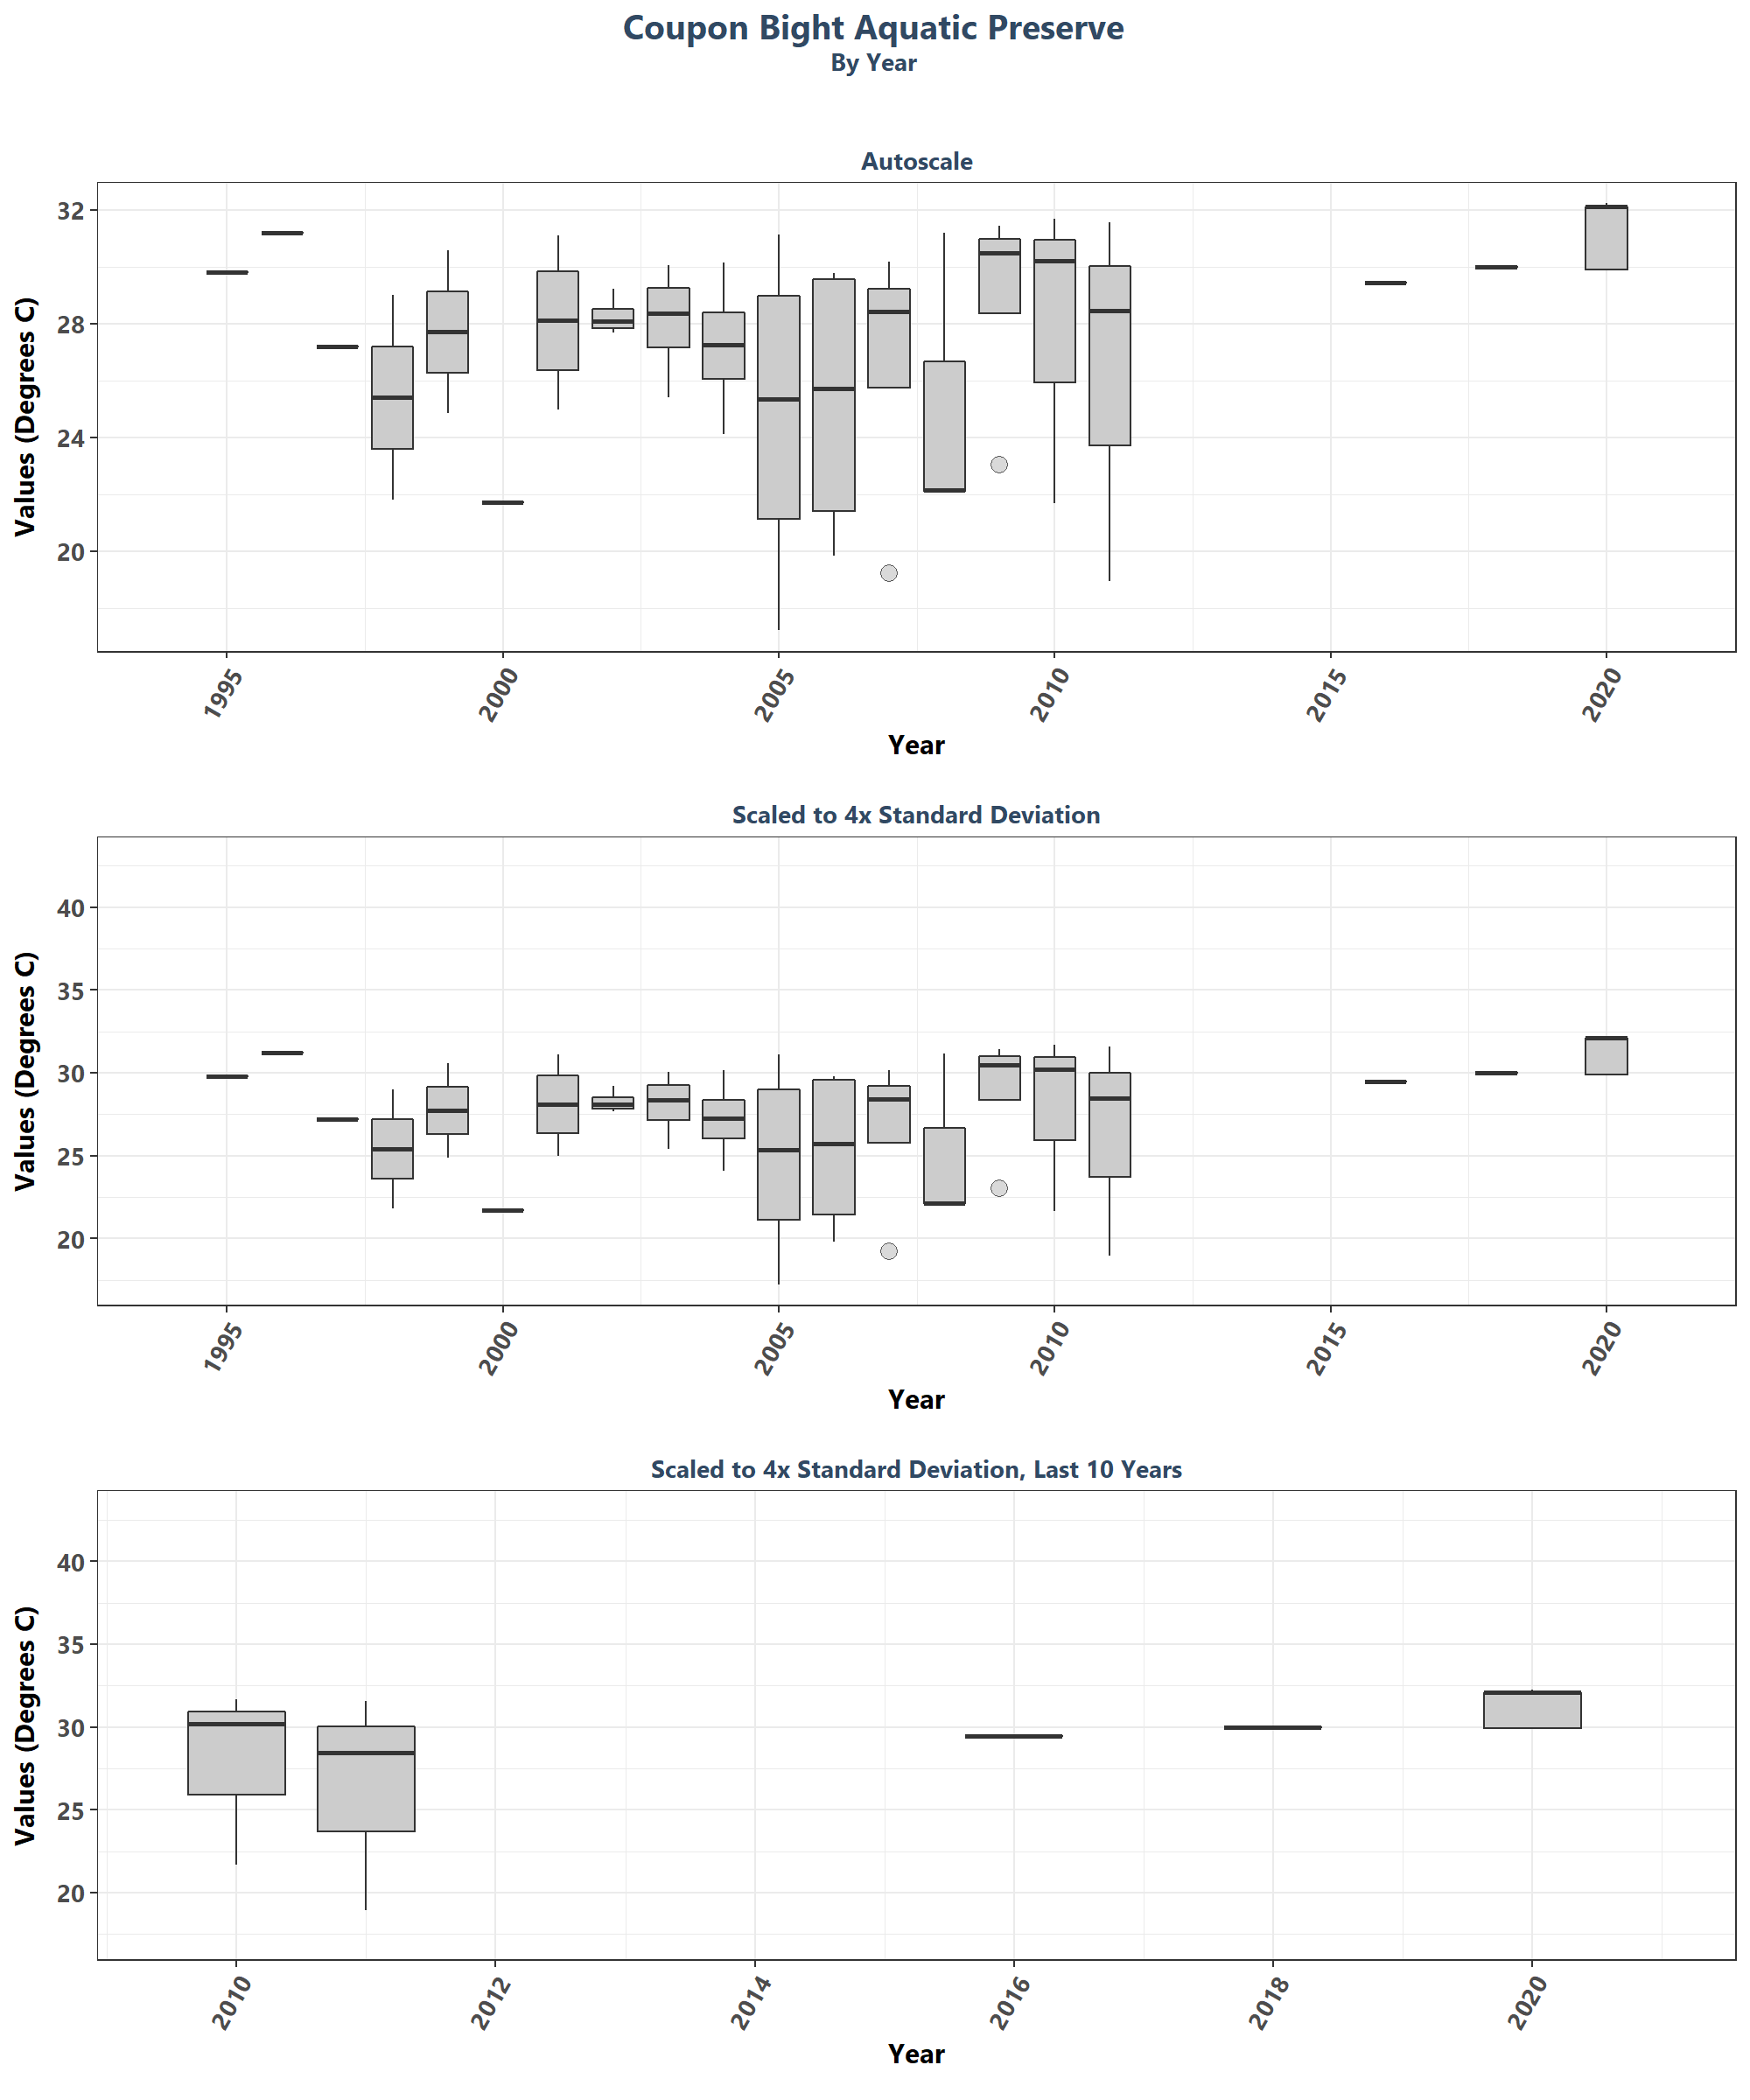 Coupon Bight Aquatic Preserve
By Year
Autoscale
Values (Degrees C)
32
28
24
20
1995 2000 2005 2010 2015 2020
Year
Scaled to 4x Standard Deviation
Values (Degrees C)
40
35
30
25
20
1995 2000 2005 2010 2015 2020
Year
Scaled to 4x Standard Deviation, Last 10 Years
Values (Degrees C)
40
35
30
25
20
2010 2012 2014 2016 2018 2020
Year